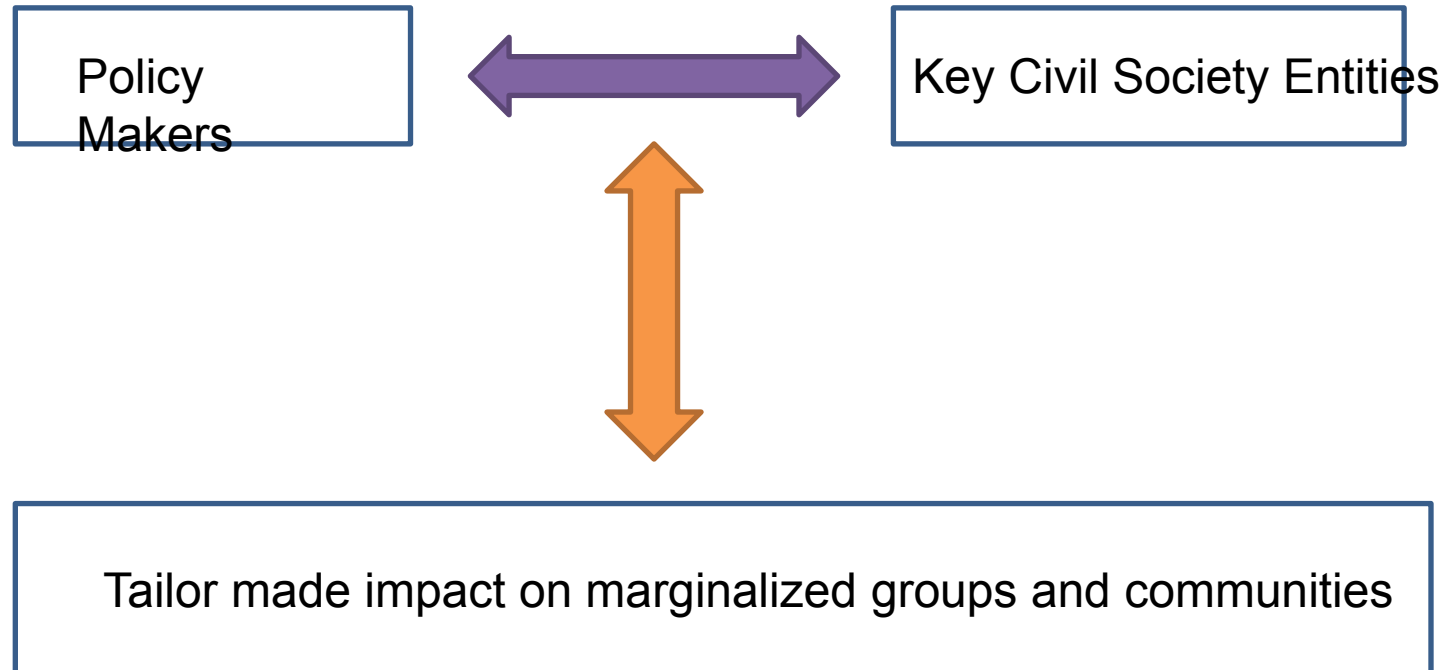 Policy
Makers
Key Civil Society Entities
Tailor made impact on marginalized groups and communities